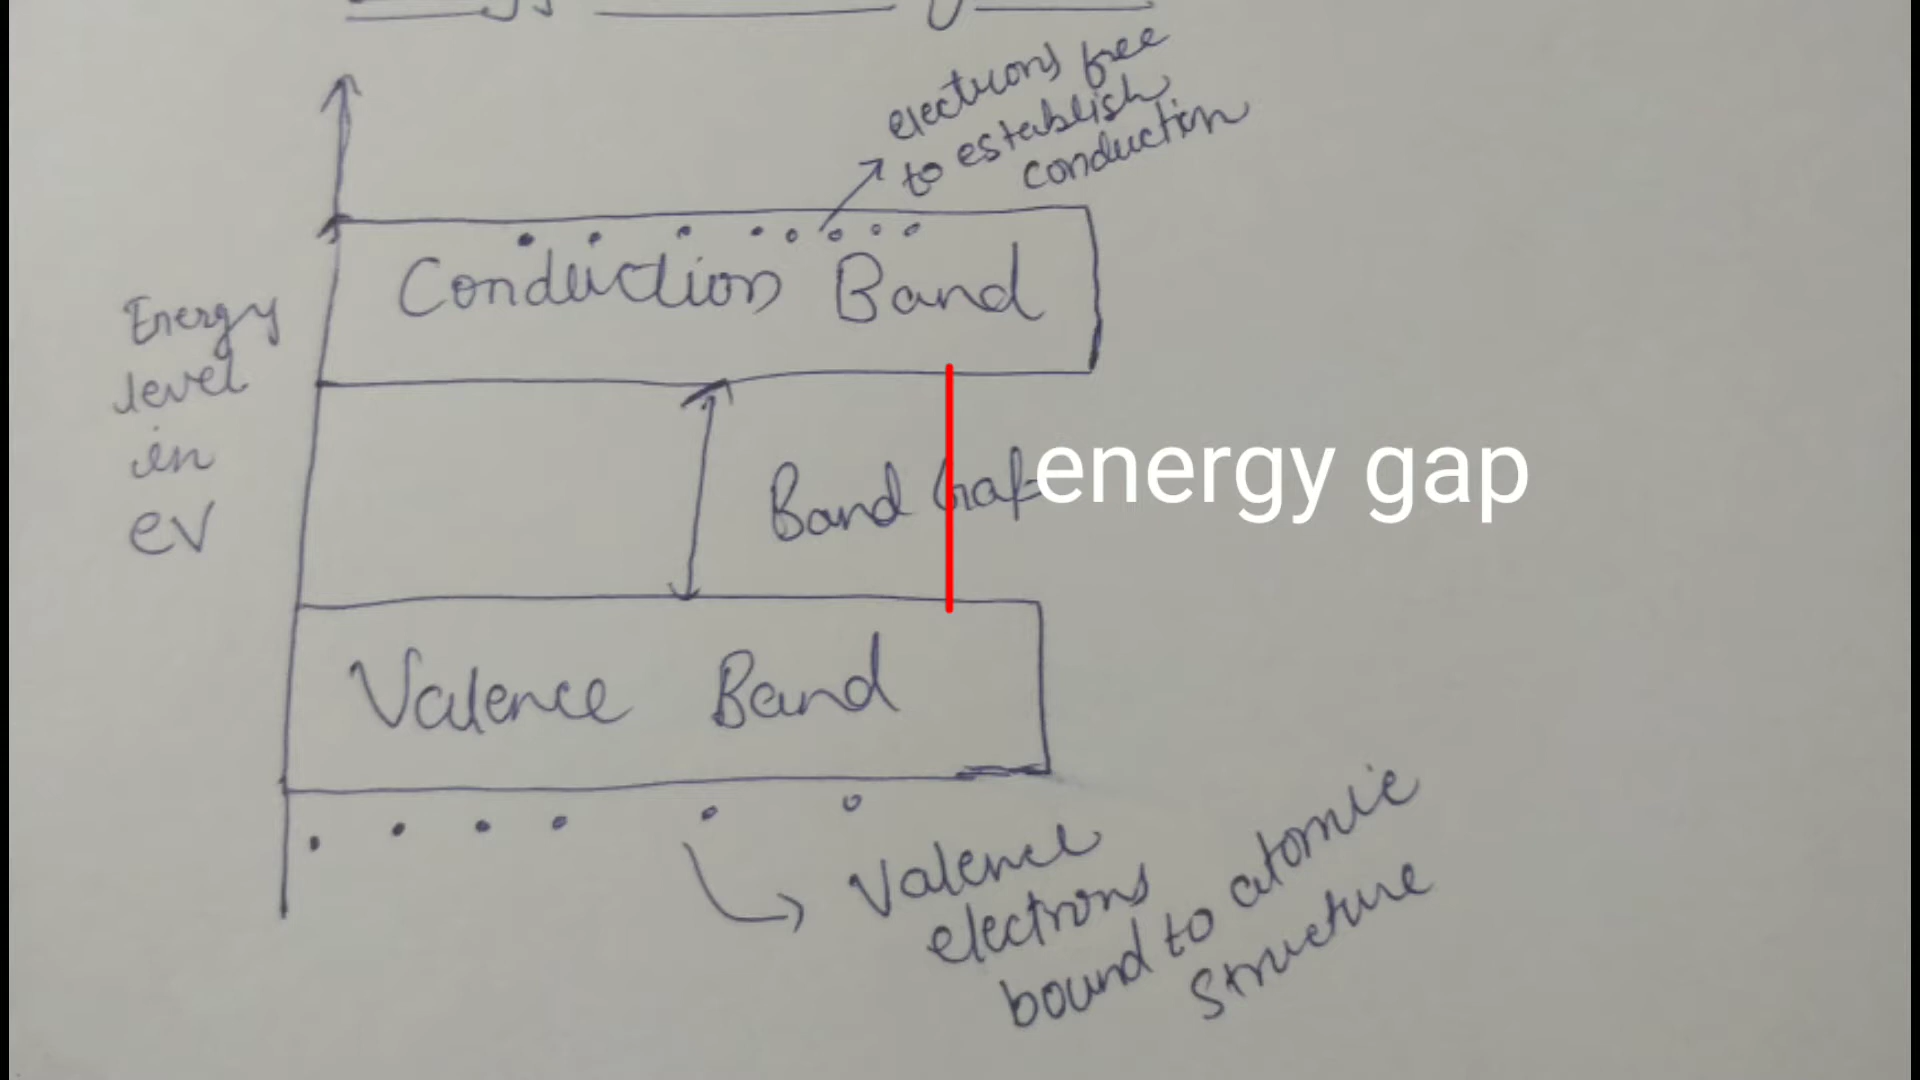 electrons free
to establish
conduction
Conduction Band
Energy
level
in
eV
Band Gap
energy gap
Valence Band
Valence
electrons
bound to atomic
structure